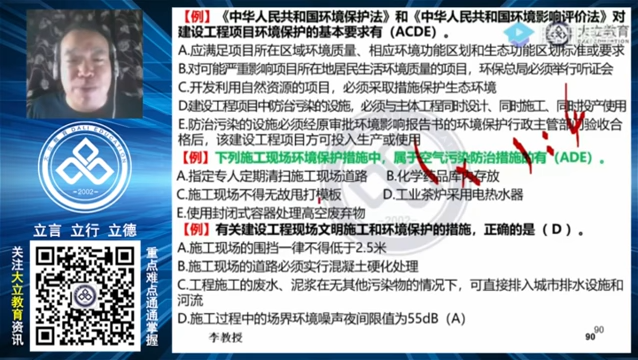 【例】《中华人民共和国环境保护法》和《中华人民共和国环境影响评价法》对
建设工程项目环境保护的基本要求有（ACDE）。
A.应满足项目所在区域环境质量、相应环境功能区划和生态功能区划标准或要求
B.对可能严重影响项目所在地居民生活环境质量的项目，环保总局必须举行听证会
C.开发利用自然资源的项目，必须采取措施保护生态环境
D.建设工程项目中防治污染的设施，必须与主体工程同时设计、同时施工、同时投产使用
E.防治污染的设施必须经原审批环境影响报告书的环境保护行政主管部门验收合
格后，该建设工程项目方可投入生产或使用
【例】下列施工现场环境保护措施中，属于空气污染防治措施的有（ADE）。
A.指定专人定期清扫施工现场道路 B.化学药品库内存放
C.施工现场不得无故甩打模板 D.工业茶炉采用电热水器
E.使用封闭式容器处理高空废弃物
【例】有关建设工程现场文明施工和环境保护的措施，正确的是（ D ）。
A.施工现场的围挡一律不得低于2.5米
B.施工现场的道路必须实行混凝土硬化处理
C.工程施工的废水、泥浆在无其他污染物的情况下，可直接排入城市排水设施和
河流
D.施工过程中的场界环境噪声夜间限值为55dB（A）
李教授
90
90
大立教育
DALI EDUCATION
2002
立言 立行 立德
关注大立教育资讯
重点难点通通掌握